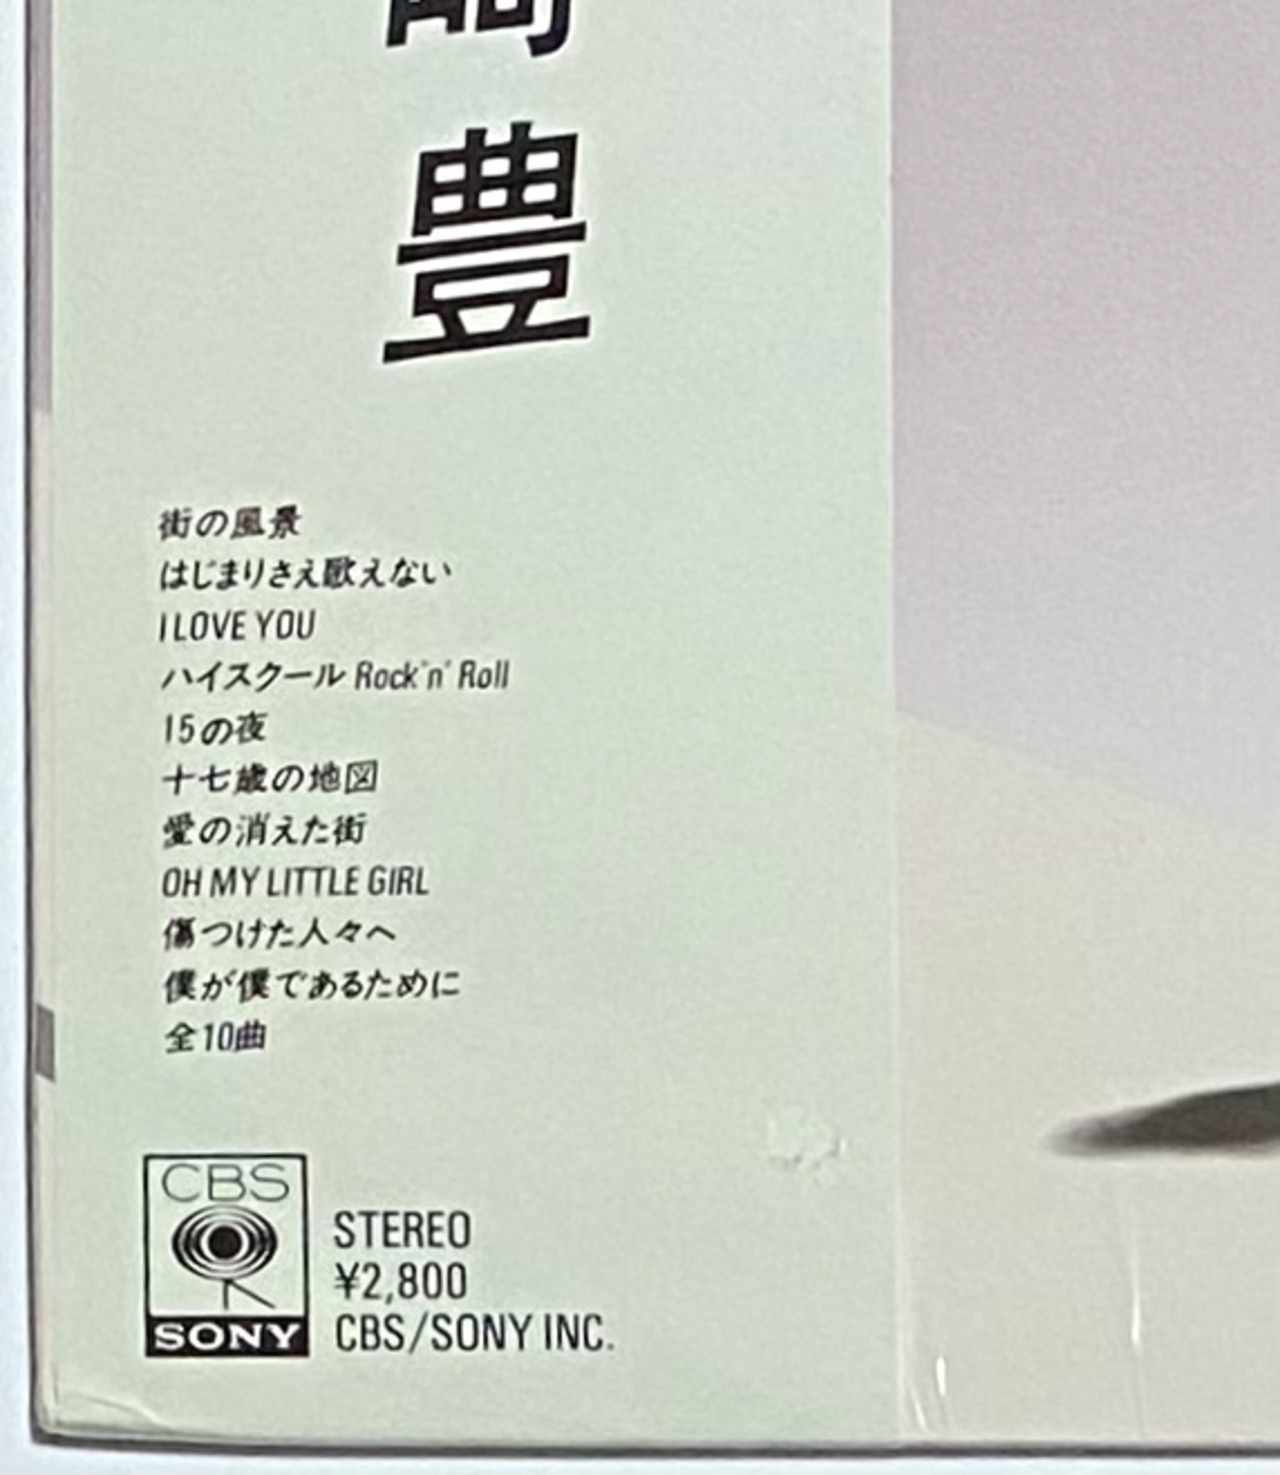 崎
豊
街の風景
はじまりさえ歌えない
I LOVE YOU
ハイスクール Rock'n' Roll
15の夜
十七歳の地図
愛の消えた街
OH MY LITTLE GIRL
傷つけた人々へ
僕が僕であるために
全10曲
CBS
SONY
STEREO
¥2,800
CBS/SONY INC.